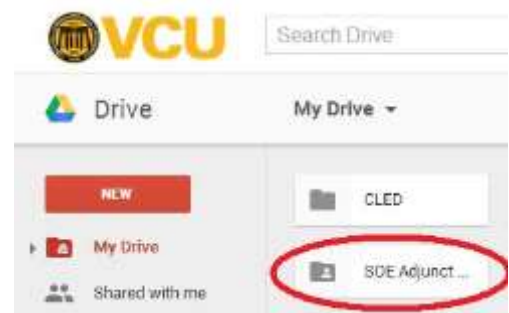 VCU
Search Drive
Drive
My Drive
NEW
CLED
My Drive
SOE Adjunct ...
Shared with me